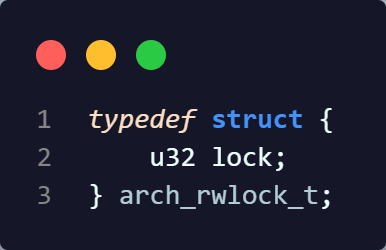 1 typedef struct {
2     u32 lock;
3 } arch_rwlock_t;